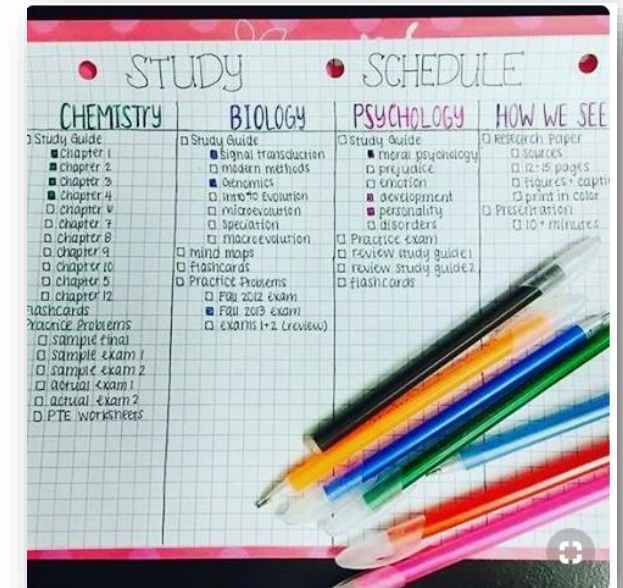 STUDY SCHEDULE
CHEMISTRY
Study Guide
Chapter 1
Chapter 2
Chapter 3
Chapter 4
Chapter 6
Chapter 7
Chapter 8
Chapter 9
Chapter 10
Chapter 5
Chapter 12
Flashcards
Practice Problems
sample final
sample exam 1
sample exam 2
actual exam 1
actual exam 2
PTE worksheets
BIOLOGY
Study Guide
Signal transduction
modern methods
Genomics
intro to Evolution
microevolution
speciation
macroevolution
mind maps
flashcards
Practice Problems
Fall 2012 exam
Fall 2013 exam
exams 1+2 (review)
PSYCHOLOGY
Study Guide
moral psychology
prejudice
emotion
development
personality
disorders
Practice exam
review study guide 1
review study guide 2
flashcards
HOW WE SEE
Research Paper
sources
12-15 pages
figures + capti
print in color
Presentation
10+ minutes